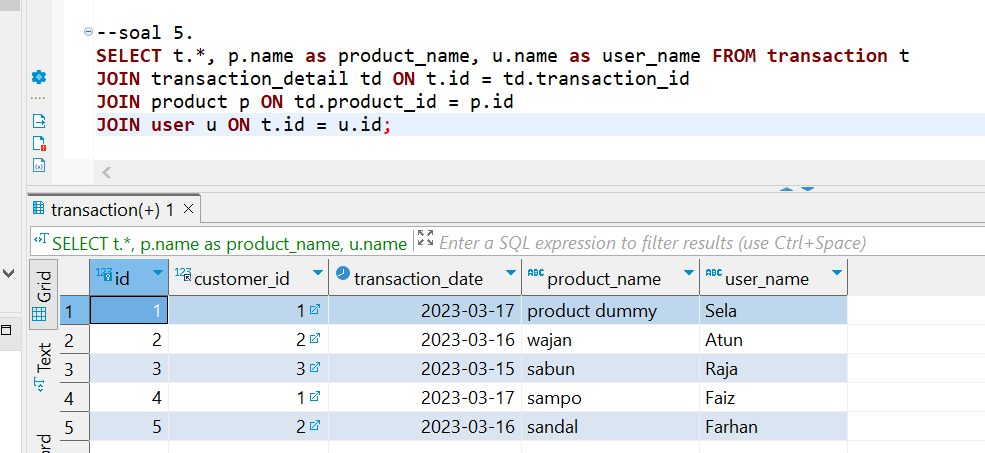 --soal 5.
SELECT t.*, p.name as product_name, u.name as user_name FROM transaction t
JOIN transaction_detail td ON t.id = td.transaction_id
JOIN product p ON td.product_id = p.id
JOIN user u ON t.id = u.id;
transaction(+) 1
SELECT t.*, p.name as product_name, u.name Enter a SQL expression to filter results (use Ctrl+Space)
Grid
Text
123 id 123 customer_id transaction_date ABC product_name ABC user_name
1 1 1 2023-03-17 product dummy Sela
2 2 2 2023-03-16 wajan Atun
3 3 3 2023-03-15 sabun Raja
4 4 1 2023-03-17 sampo Faiz
5 5 2 2023-03-16 sandal Farhan